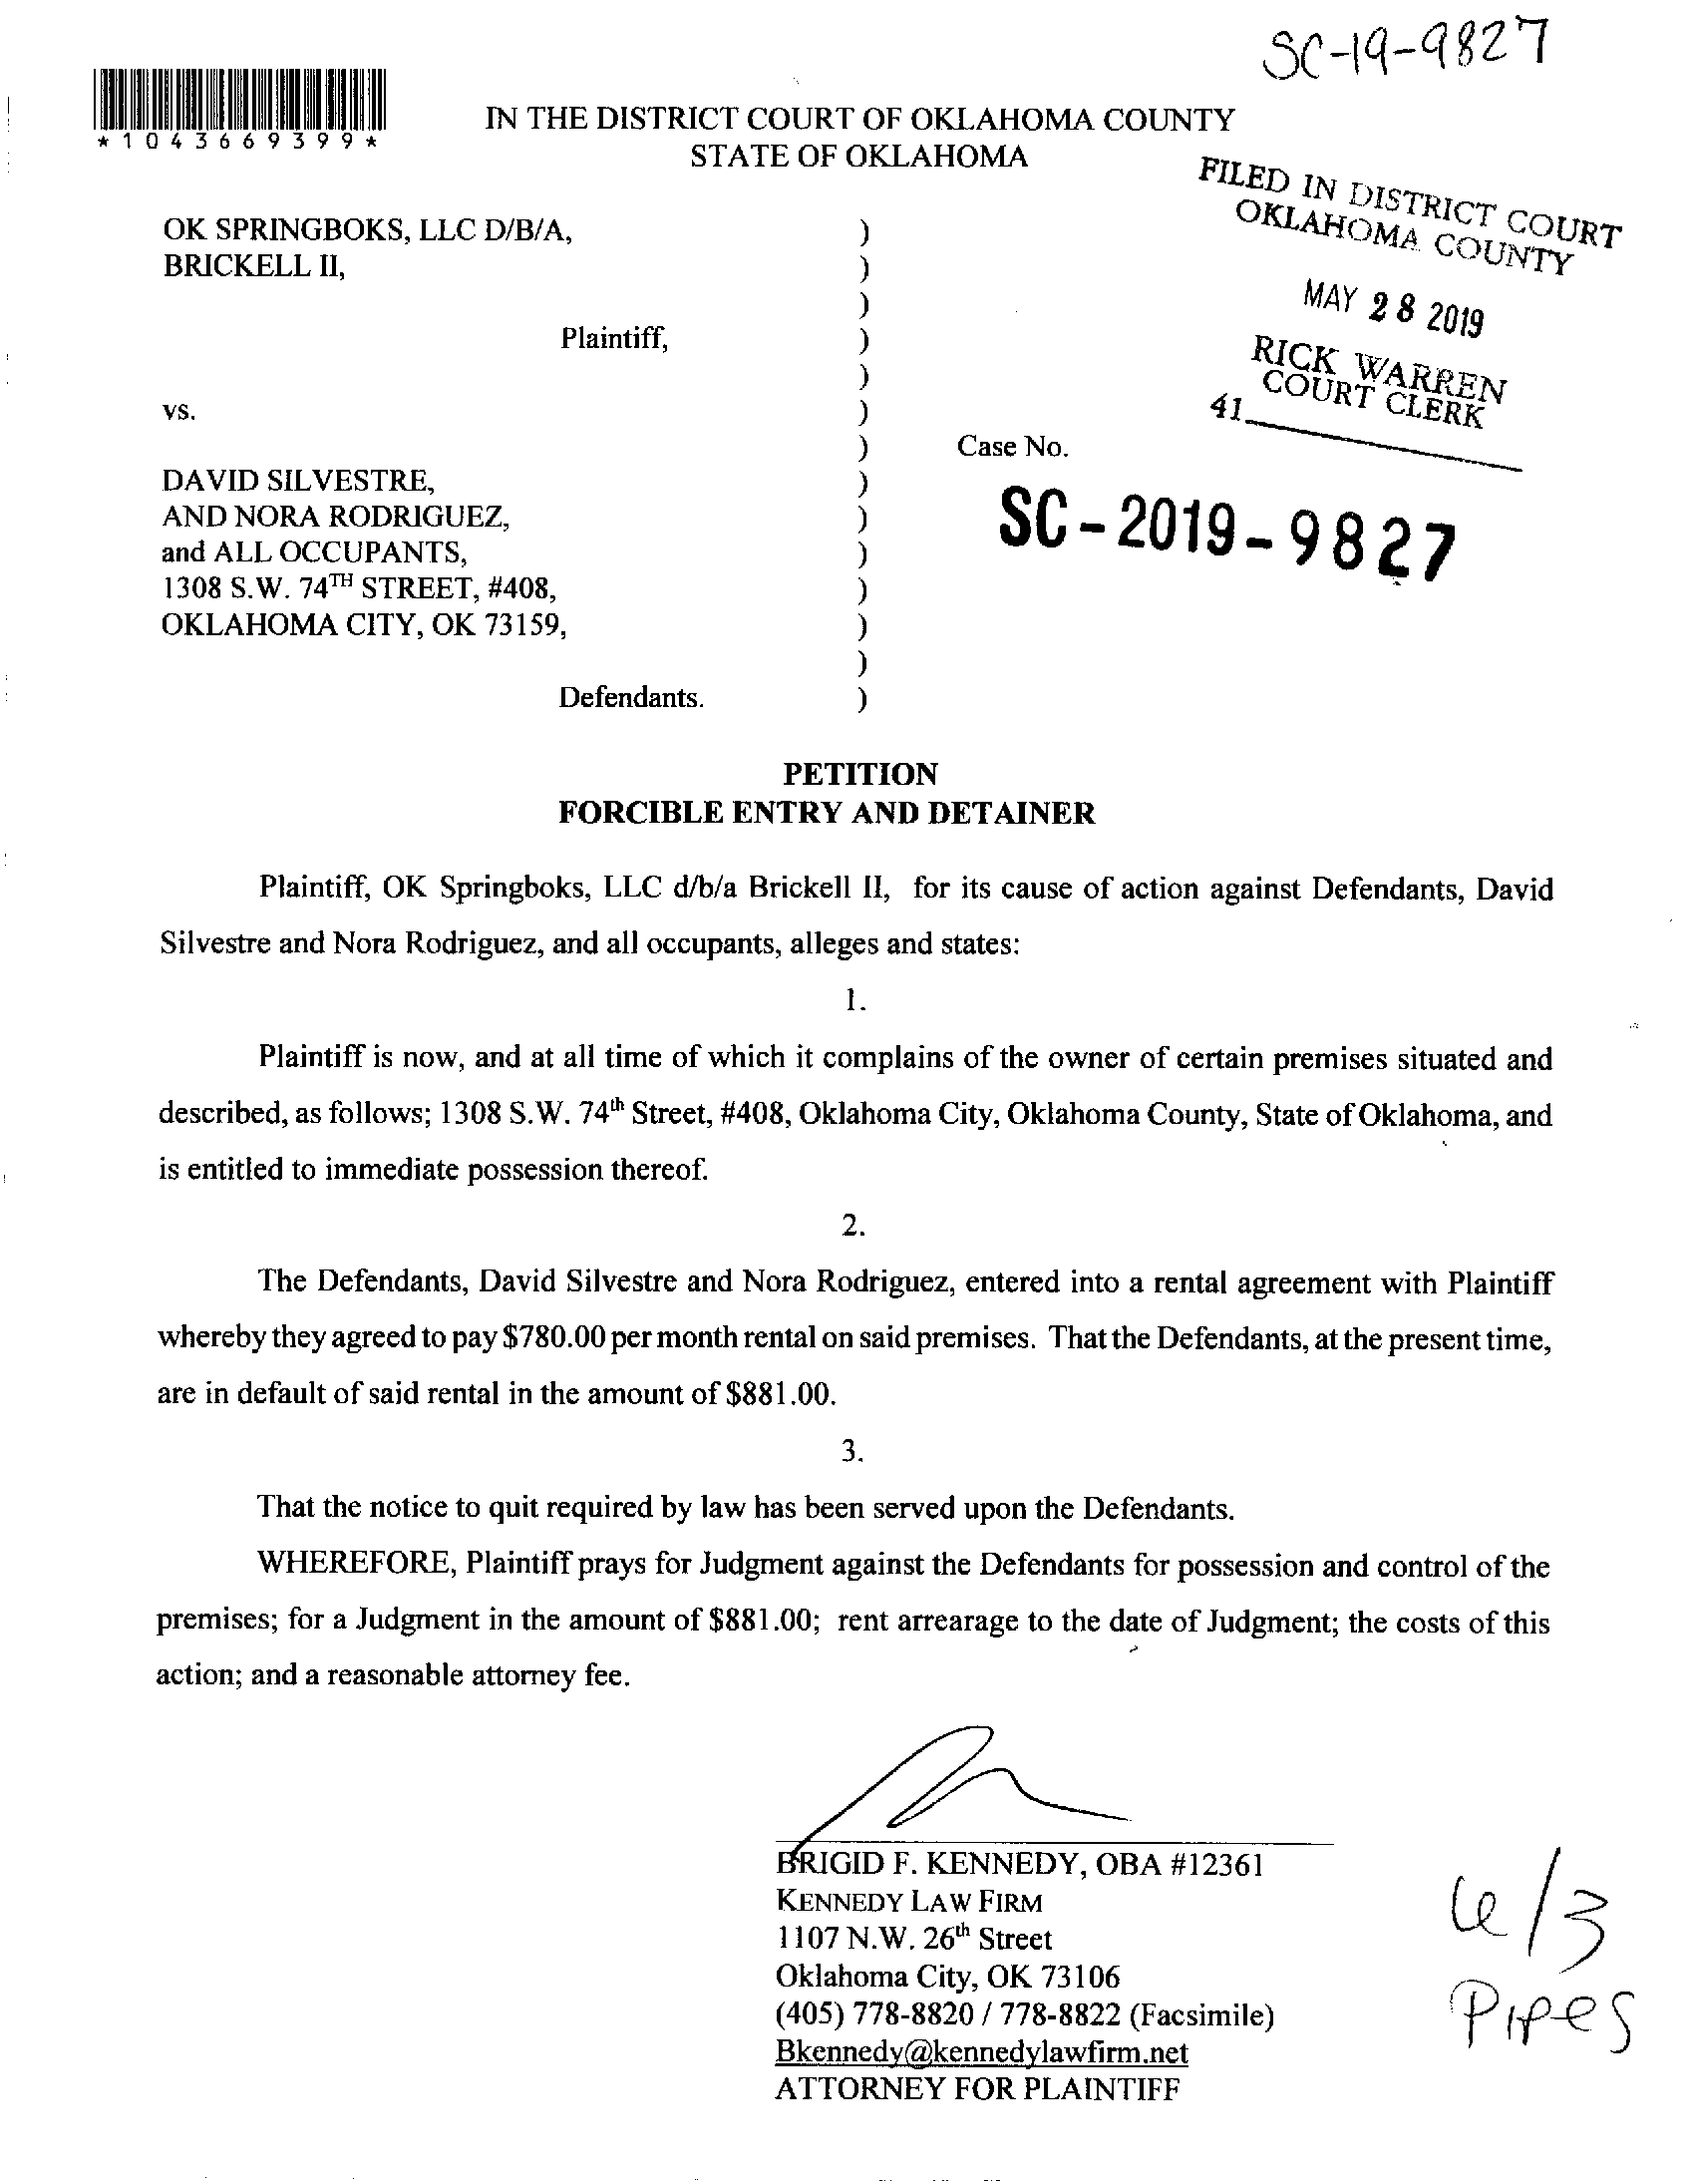 SC-19-9827
*1043669399*
IN THE DISTRICT COURT OF OKLAHOMA COUNTY
STATE OF OKLAHOMA
FILED IN DISTRICT COURT
OKLAHOMA COUNTY
MAY 28 2019
RICK WARREN
COURT CLERK
41
OK SPRINGBOKS, LLC D/B/A, )
BRICKELL II, )
)
Plaintiff, )
)
vs. )
) Case No.
DAVID SILVESTRE, )
AND NORA RODRIGUEZ, ) SC-2019-9827
and ALL OCCUPANTS, )
1308 S.W. 74TH STREET, #408, )
OKLAHOMA CITY, OK 73159, )
)
Defendants. )
PETITION
FORCIBLE ENTRY AND DETAINER
Plaintiff, OK Springboks, LLC d/b/a Brickell II, for its cause of action against Defendants, David
Silvestre and Nora Rodriguez, and all occupants, alleges and states:
1.
Plaintiff is now, and at all time of which it complains of the owner of certain premises situated and
described, as follows; 1308 S.W. 74th Street, #408, Oklahoma City, Oklahoma County, State of Oklahoma, and
is entitled to immediate possession thereof.
2.
The Defendants, David Silvestre and Nora Rodriguez, entered into a rental agreement with Plaintiff
whereby they agreed to pay $780.00 per month rental on said premises. That the Defendants, at the present time,
are in default of said rental in the amount of $881.00.
3.
That the notice to quit required by law has been served upon the Defendants.
WHEREFORE, Plaintiff prays for Judgment against the Defendants for possession and control of the
premises; for a Judgment in the amount of $881.00; rent arrearage to the date of Judgment; the costs of this
action; and a reasonable attorney fee.
BRIGID F. KENNEDY, OBA #12361
KENNEDY LAW FIRM
1107 N.W. 26th Street
Oklahoma City, OK 73106
(405) 778-8820 / 778-8822 (Facsimile)
Bkennedy@kennedylawfirm.net
ATTORNEY FOR PLAINTIFF
6/3
Pipes